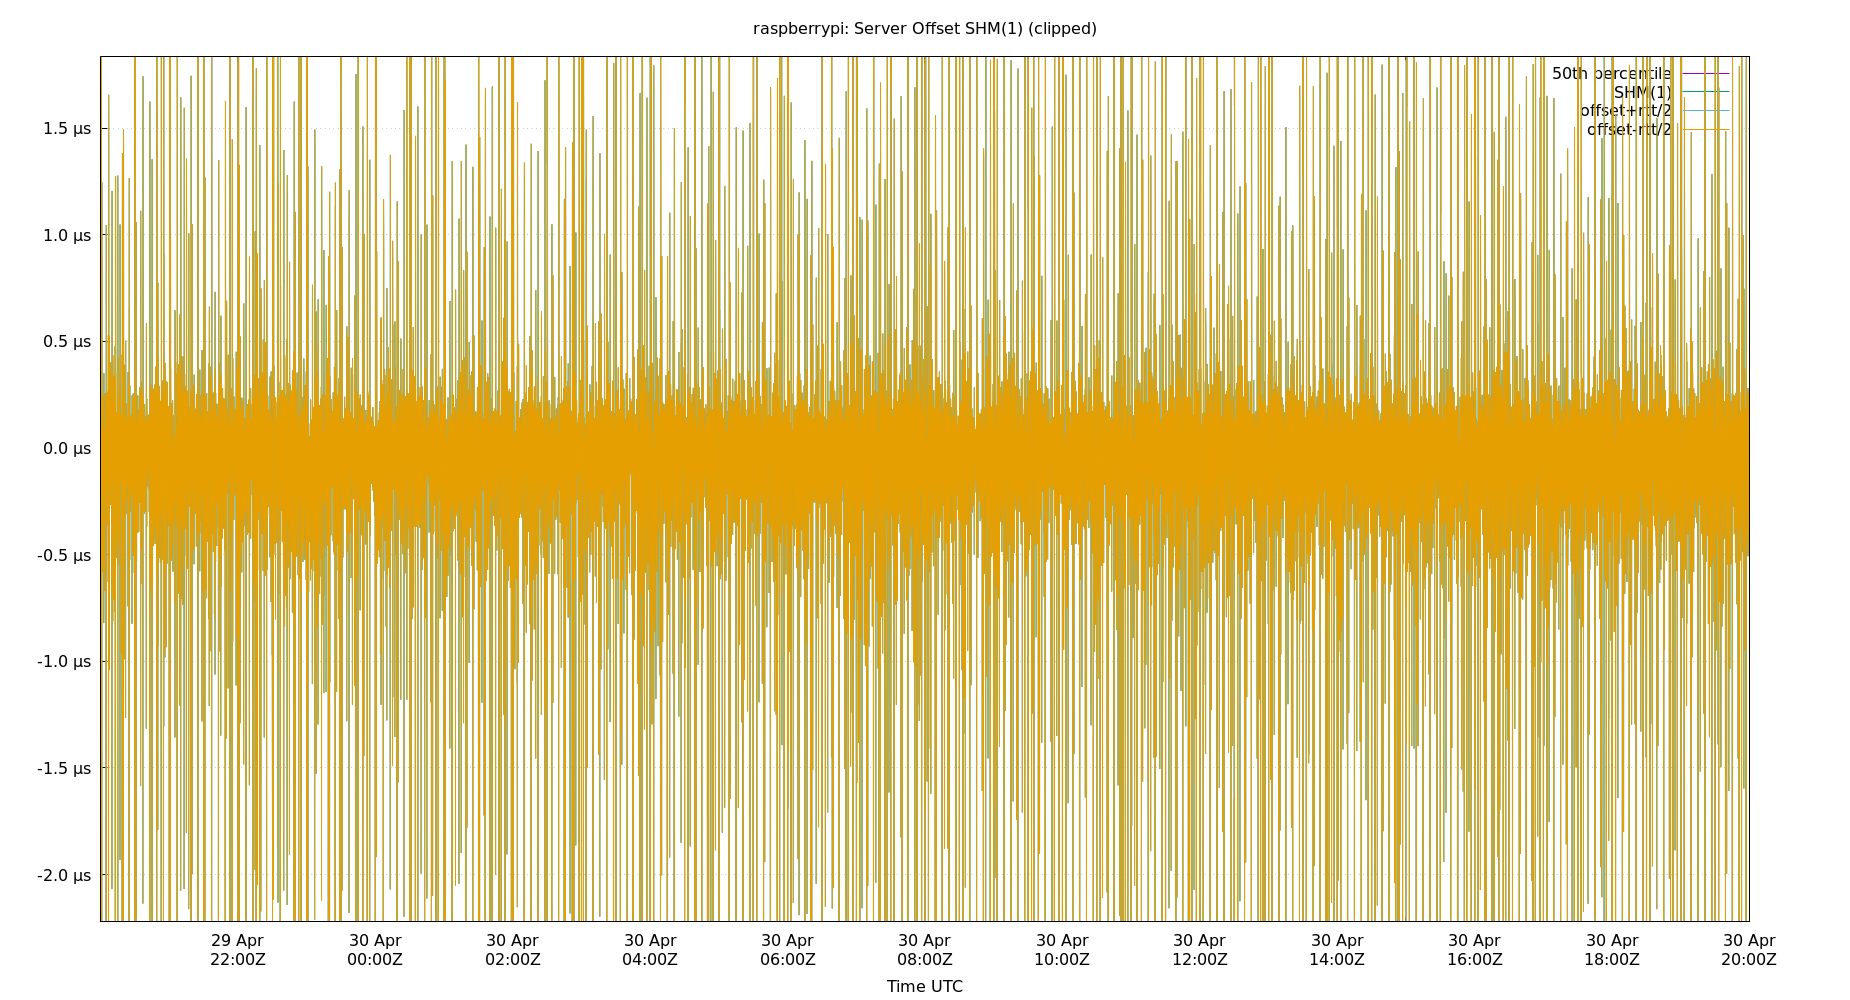 raspberrypi: Server Offset SHM(1) (clipped)
50th percentile
SHM(1)
offset+rtt/2
offset-rtt/2
1.5 µs
1.0 µs
0.5 µs
0.0 µs
-0.5 µs
-1.0 µs
-1.5 µs
-2.0 µs
29 Apr 30 Apr 30 Apr 30 Apr 30 Apr 30 Apr 30 Apr 30 Apr 30 Apr 30 Apr 30 Apr 30 Apr
22:00Z 00:00Z 02:00Z 04:00Z 06:00Z 08:00Z 10:00Z 12:00Z 14:00Z 16:00Z 18:00Z 20:00Z
Time UTC